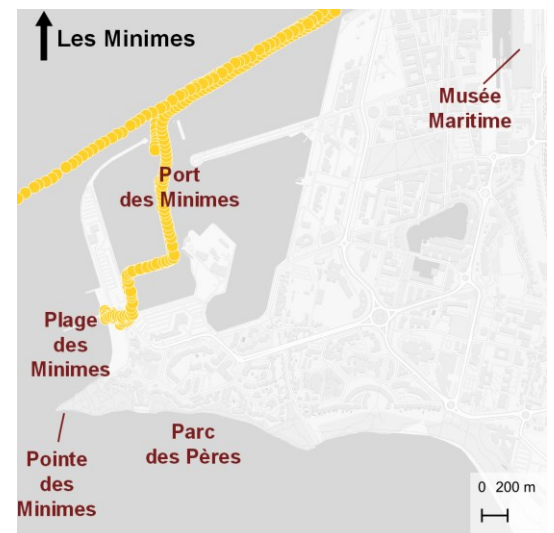 Les Minimes
Musée
Maritime
Port
des Minimes
Plage
des
Minimes
Parc
des Pères
Pointe
des
Minimes
0 200 m